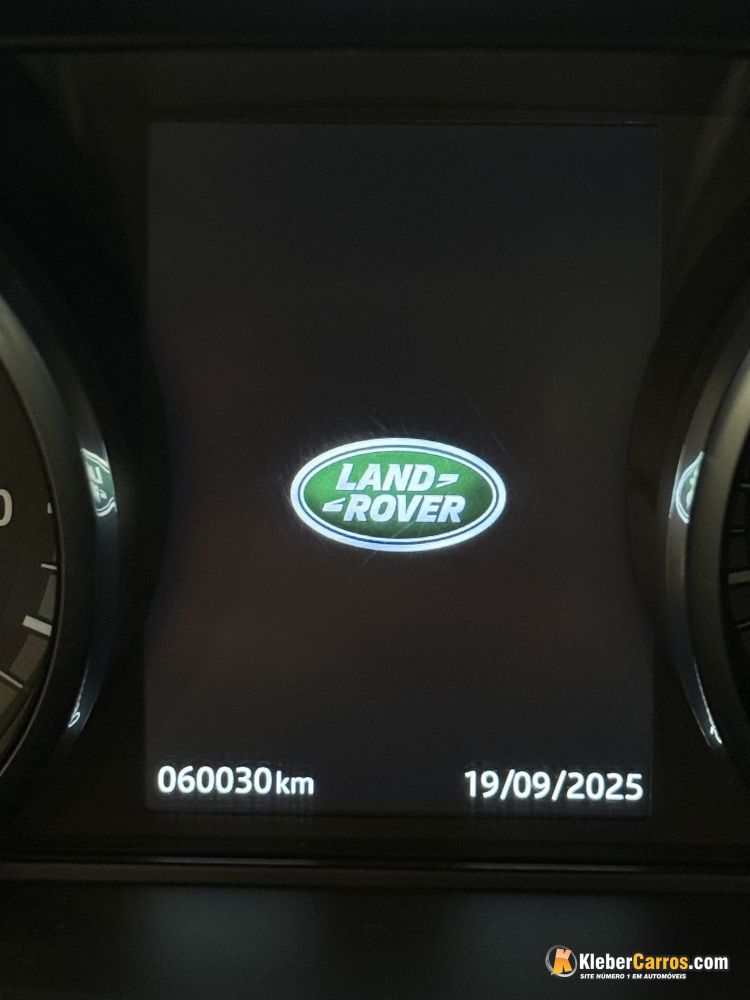 LAND
ROVER
060030km 19/09/2025
KleberCarros.com
SITE NÚMERO 1 EM AUTOMÓVEIS